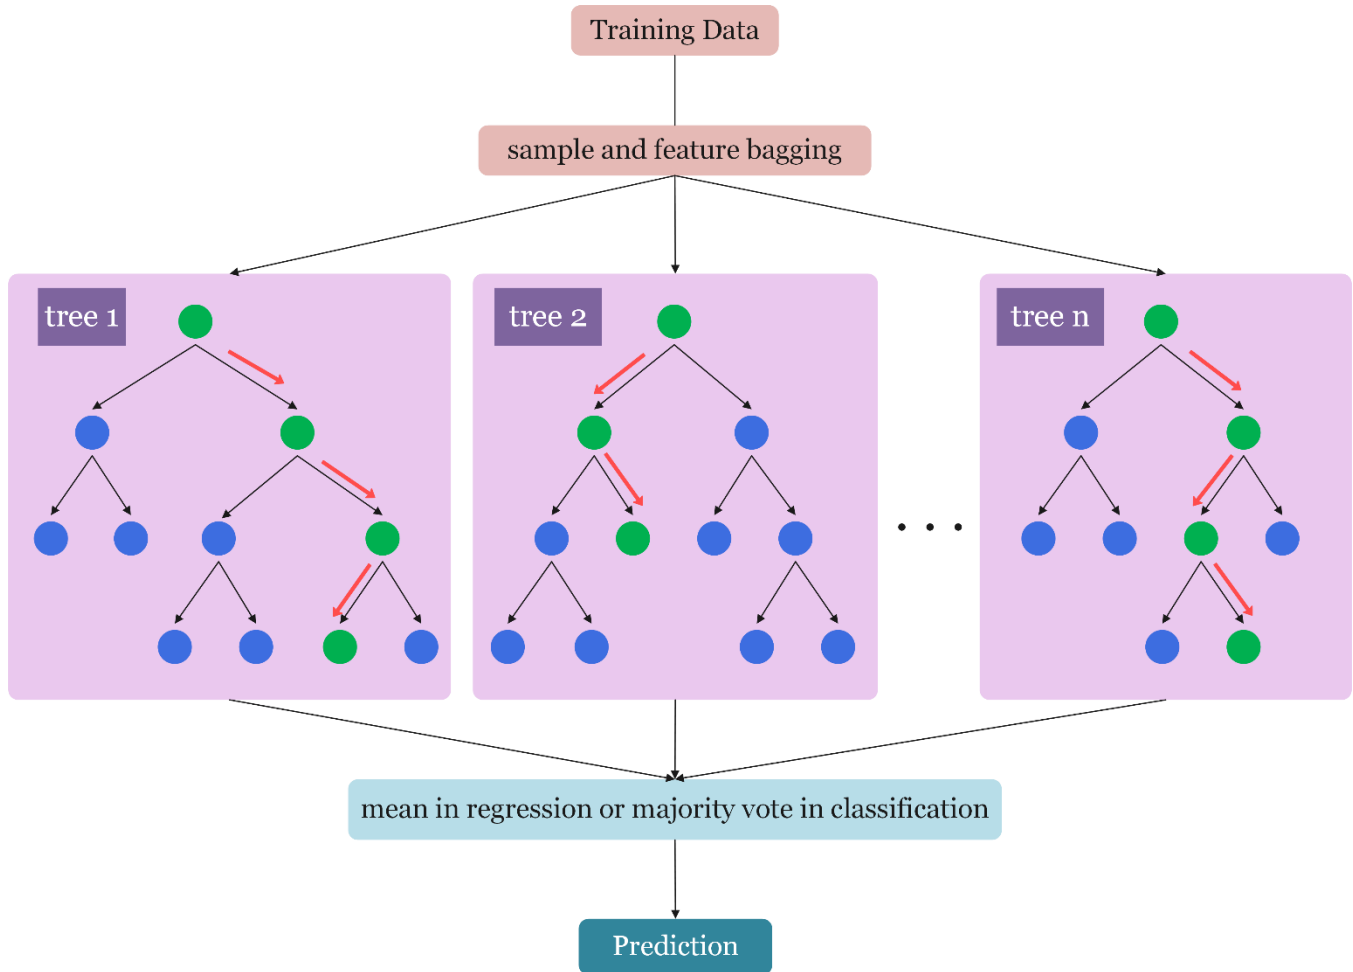 Training Data
sample and feature bagging
tree 1
tree 2
tree n
. . .
mean in regression or majority vote in classification
Prediction